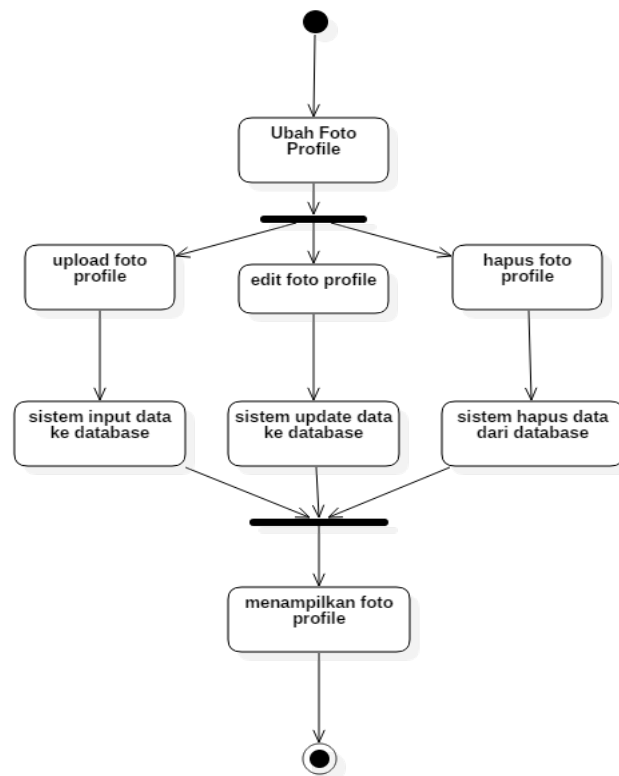 Ubah Foto
Profile
upload foto
profile
edit foto profile
hapus foto
profile
sistem input data
ke database
sistem update data
ke database
sistem hapus data
dari database
menampilkan foto
profile